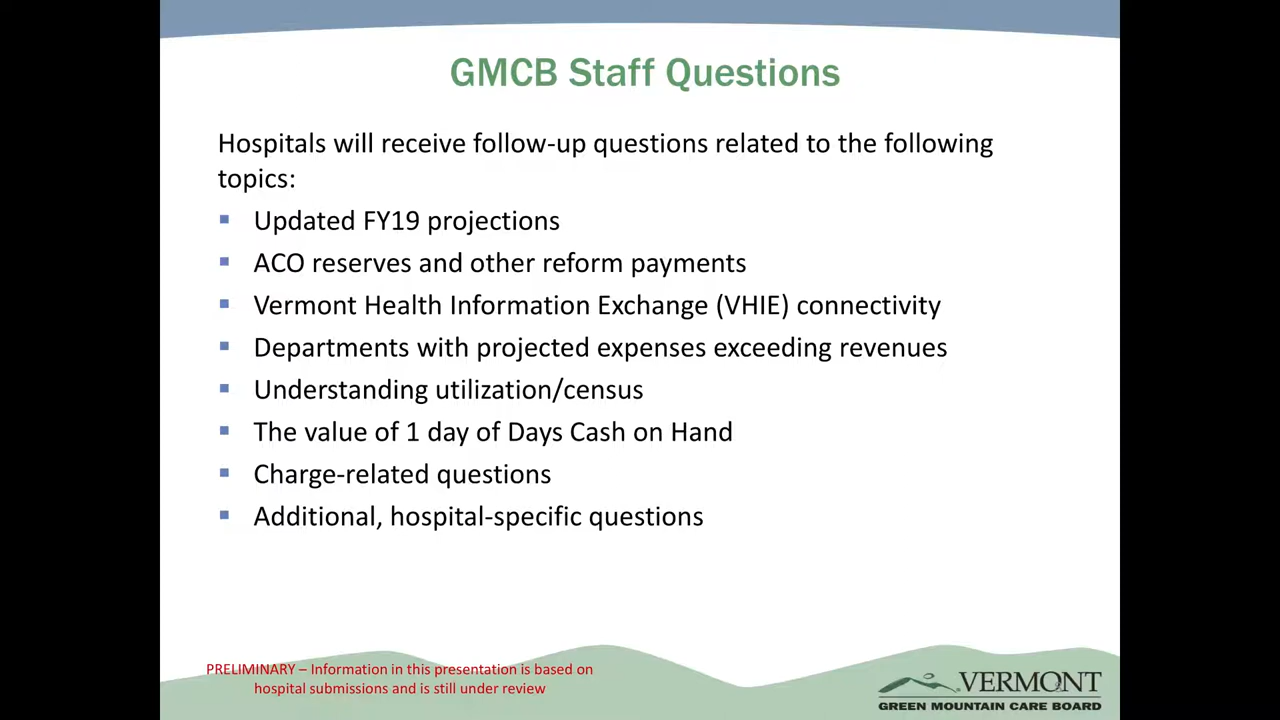 GMCB Staff Questions
Hospitals will receive follow-up questions related to the following
topics:
▪ Updated FY19 projections
▪ ACO reserves and other reform payments
▪ Vermont Health Information Exchange (VHIE) connectivity
▪ Departments with projected expenses exceeding revenues
▪ Understanding utilization/census
▪ The value of 1 day of Days Cash on Hand
▪ Charge-related questions
▪ Additional, hospital-specific questions
PRELIMINARY – Information in this presentation is based on
hospital submissions and is still under review
VERMONT
GREEN MOUNTAIN CARE BOARD